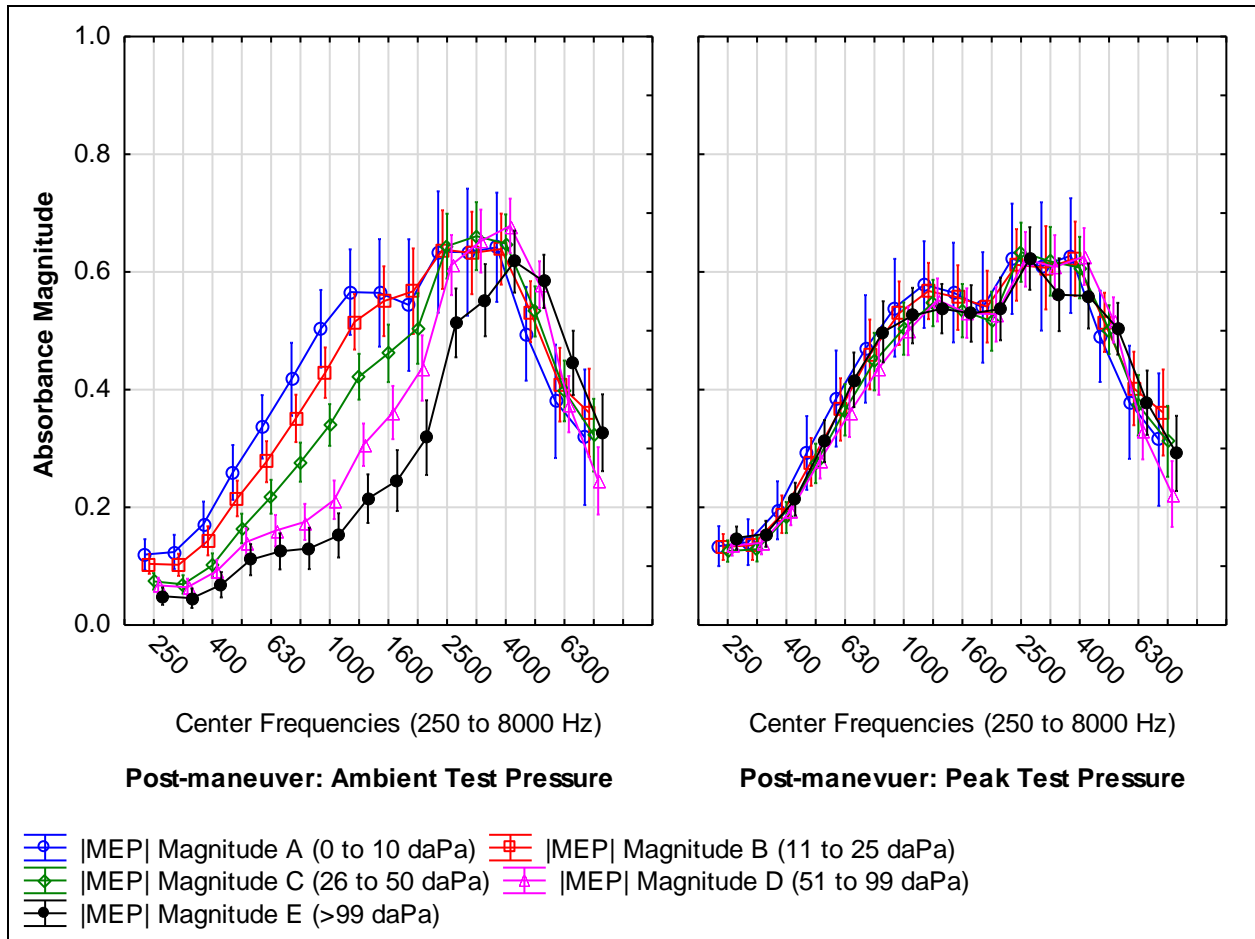 1.0
0.8
0.6
0.4
0.2
0.0
Absorbance Magnitude
250 400 630 1000 1600 2500 4000 6300
250 400 630 1000 1600 2500 4000 6300
Center Frequencies (250 to 8000 Hz)
Center Frequencies (250 to 8000 Hz)
Post-maneuver: Ambient Test Pressure
Post-manevuer: Peak Test Pressure
|MEP| Magnitude A (0 to 10 daPa)
|MEP| Magnitude B (11 to 25 daPa)
|MEP| Magnitude C (26 to 50 daPa)
|MEP| Magnitude D (51 to 99 daPa)
|MEP| Magnitude E (>99 daPa)